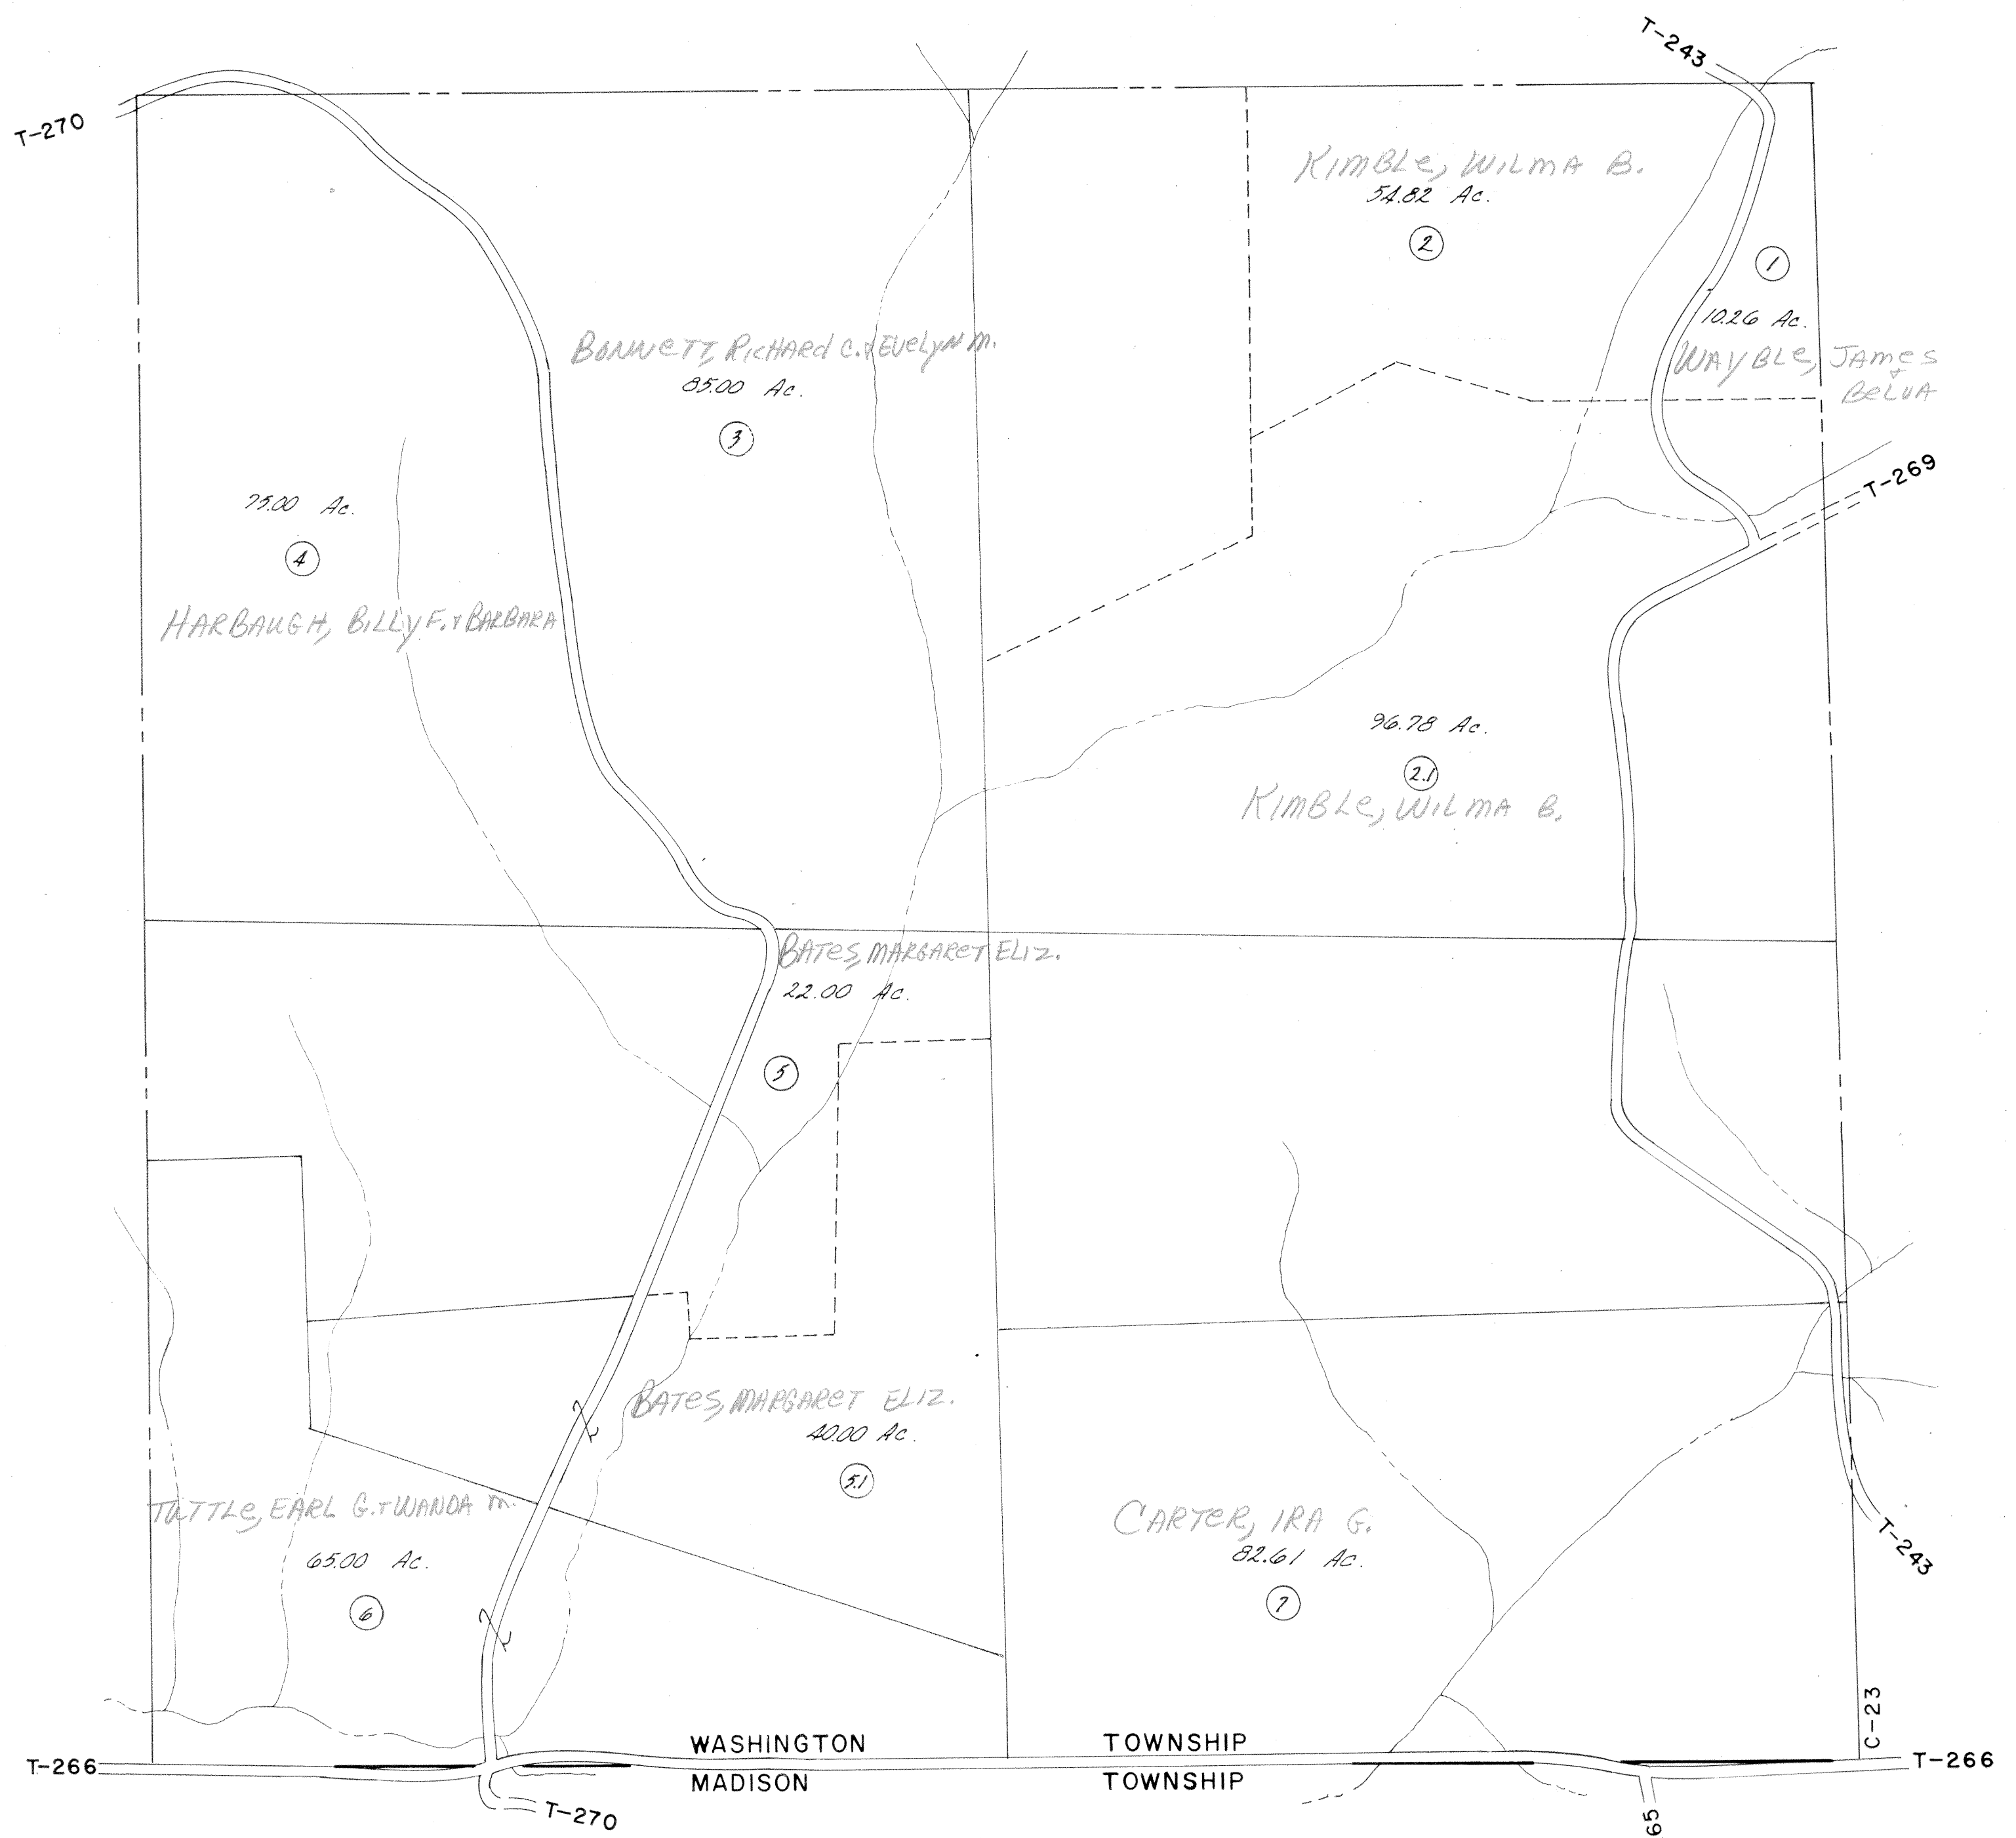 T-243
T-270
KIMBLE, WILMA B.
54.82 Ac.
2
1
10.26 Ac.
WAYBLE, JAMES
+
BELVA
BONNETT, RICHARD C. & EVELYN M.
85.00 Ac.
3
T-269
75.00 Ac.
4
HARBAUGH, BILLY F. + BARBARA
96.78 Ac.
2.1
KIMBLE, WILMA B.
BATES, MARGARET ELIZ.
22.00 Ac.
5
BATES, MARGARET ELIZ.
40.00 Ac.
5.1
TUTTLE, EARL G. + WANDA M.
65.00 Ac.
6
CARTER, IRA G.
82.61 Ac.
7
T-243
C-23
WASHINGTON TOWNSHIP
T-266
T-266
MADISON TOWNSHIP
T-270
65